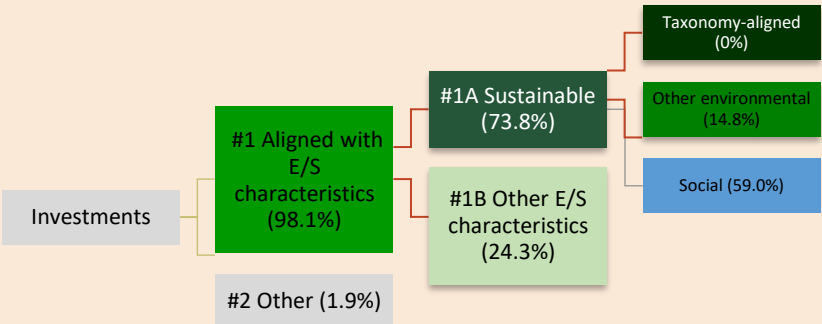 Investments
#1 Aligned with
E/S
characteristics
(98.1%)
#2 Other (1.9%)
#1A Sustainable
(73.8%)
#1B Other E/S
characteristics
(24.3%)
Taxonomy-aligned
(0%)
Other environmental
(14.8%)
Social (59.0%)